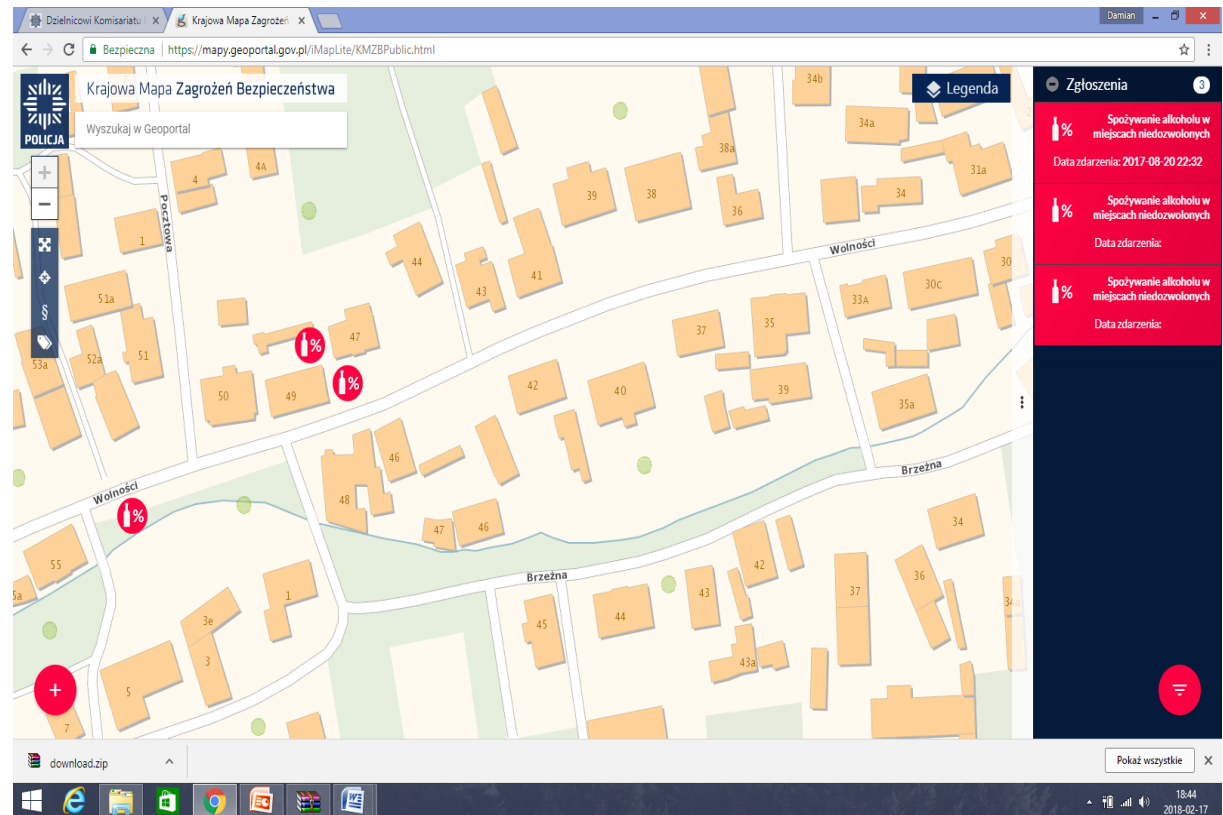 Dzielnicowi Komisariatu
Krajowa Mapa Zagrożeń
Damian
Bezpieczna
https://mapy.geoportal.gov.pl/iMapLite/KMZBPublic.html
POLICJA
Krajowa Mapa Zagrożeń Bezpieczeństwa
Wyszukaj w Geoportal
Legenda
Zgłoszenia
3
%
Spożywanie alkoholu w
miejscach niedozwolonych
Data zdarzenia: 2017-08-20 22:32
%
Spożywanie alkoholu w
miejscach niedozwolonych
Data zdarzenia:
%
Spożywanie alkoholu w
miejscach niedozwolonych
Data zdarzenia:
+
−
§
34b
34a
38a
31a
4
4A
39
38
34
36
Pocztowa
1
Wolności
44
41
30
43
30c
51a
33A
35
37
47
%
52a
51
53a
%
42
40
39
50
49
35a
46
Brzeżna
Wolności
48
%
47
46
34
55
42
5a
Brzeżna
36
43
37
1
44
34a
3e
45
3
43a
5
+
7
download.zip
Pokaż wszystkie
18:44
2018-02-17